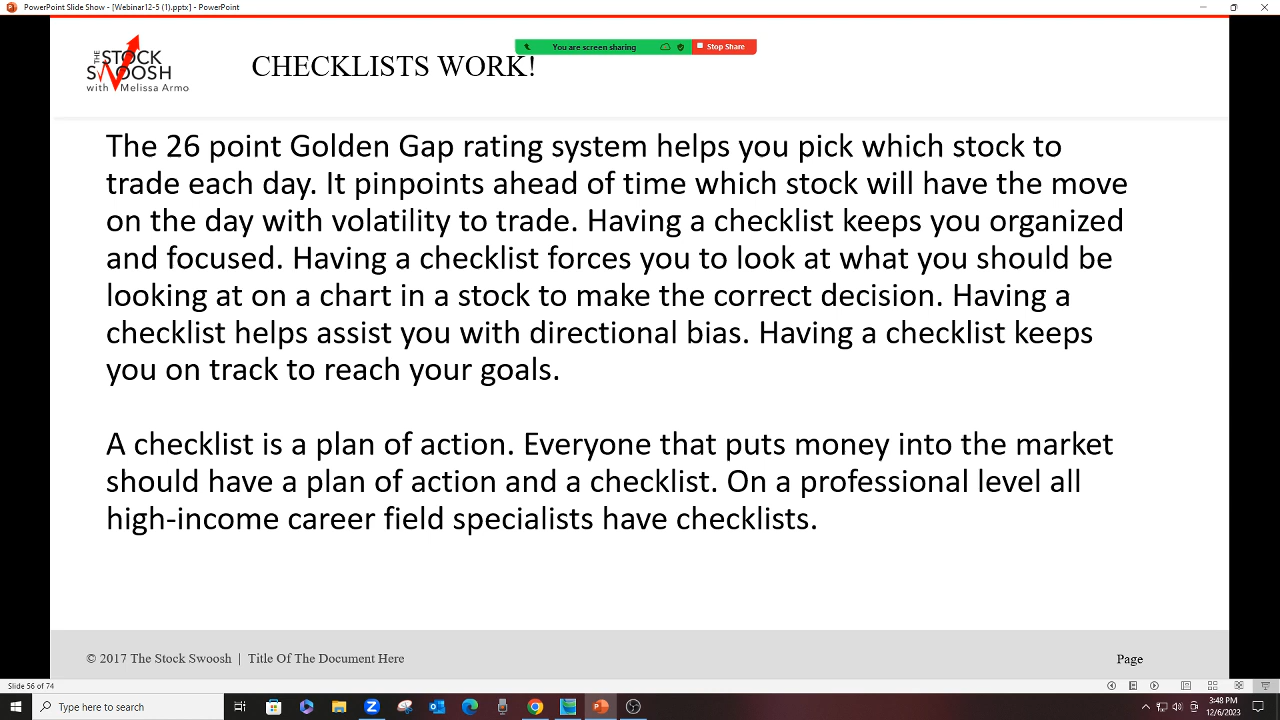 PowerPoint Slide Show - [Webinar12-5 (1).pptx] - PowerPoint
You are screen sharing
Stop Share
THE
STOCK
SWOOSH
with Melissa Armo
CHECKLISTS WORK!
The 26 point Golden Gap rating system helps you pick which stock to
trade each day. It pinpoints ahead of time which stock will have the move
on the day with volatility to trade. Having a checklist keeps you organized
and focused. Having a checklist forces you to look at what you should be
looking at on a chart in a stock to make the correct decision. Having a
checklist helps assist you with directional bias. Having a checklist keeps
you on track to reach your goals.
A checklist is a plan of action. Everyone that puts money into the market
should have a plan of action and a checklist. On a professional level all
high-income career field specialists have checklists.
© 2017 The Stock Swoosh | Title Of The Document Here
Page
Slide 56 of 74
Type here to search
3:48 PM
12/6/2023